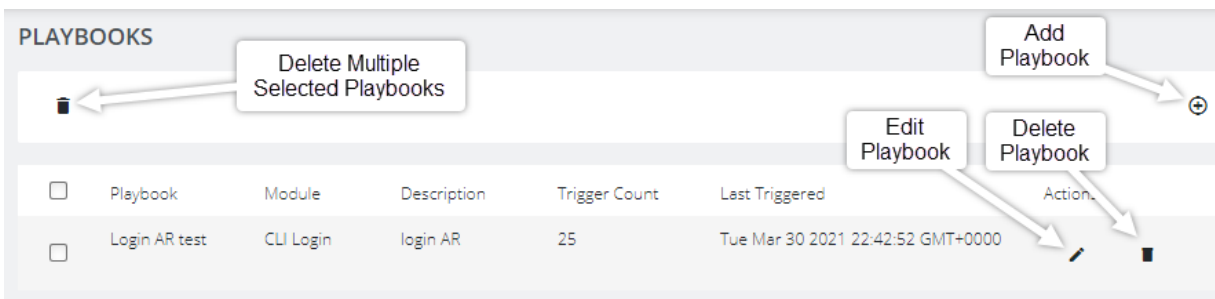 PLAYBOOKS
Delete Multiple
Selected Playbooks
Add
Playbook
Edit
Playbook
Delete
Playbook
Playbook Module Description Trigger Count Last Triggered Actions
Login AR test CLI Login login AR 25 Tue Mar 30 2021 22:42:52 GMT+0000